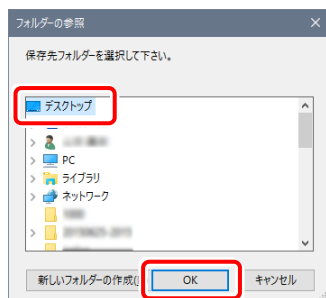 フォルダーの参照
保存先フォルダーを選択して下さい。
デスクトップ
PC
ライブラリ
ネットワーク
新しいフォルダーの作成(
OK
キャンセル